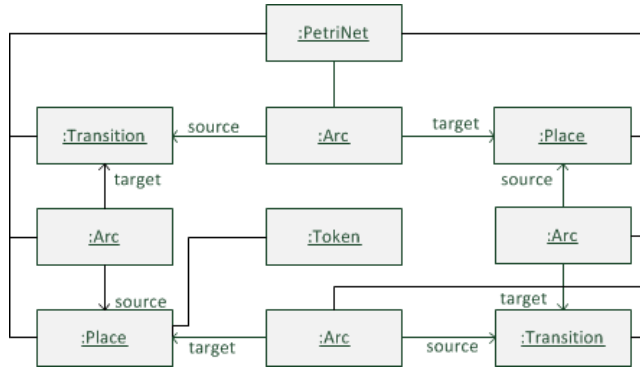 :PetriNet
:Transition
source
:Arc
target
:Place
target
source
:Arc
:Token
:Arc
source
target
:Place
target
:Arc
source
:Transition